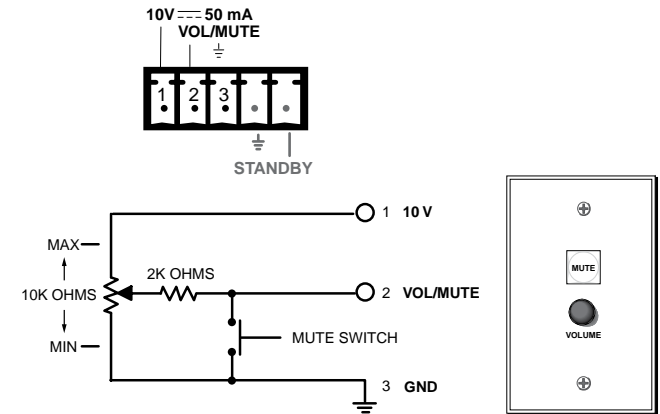 10V ⎓ 50 mA
VOL/MUTE
1 2 3
STANDBY
1 10 V
MAX
2K OHMS
10K OHMS
2 VOL/MUTE
MUTE SWITCH
MIN
3 GND
MUTE
VOLUME